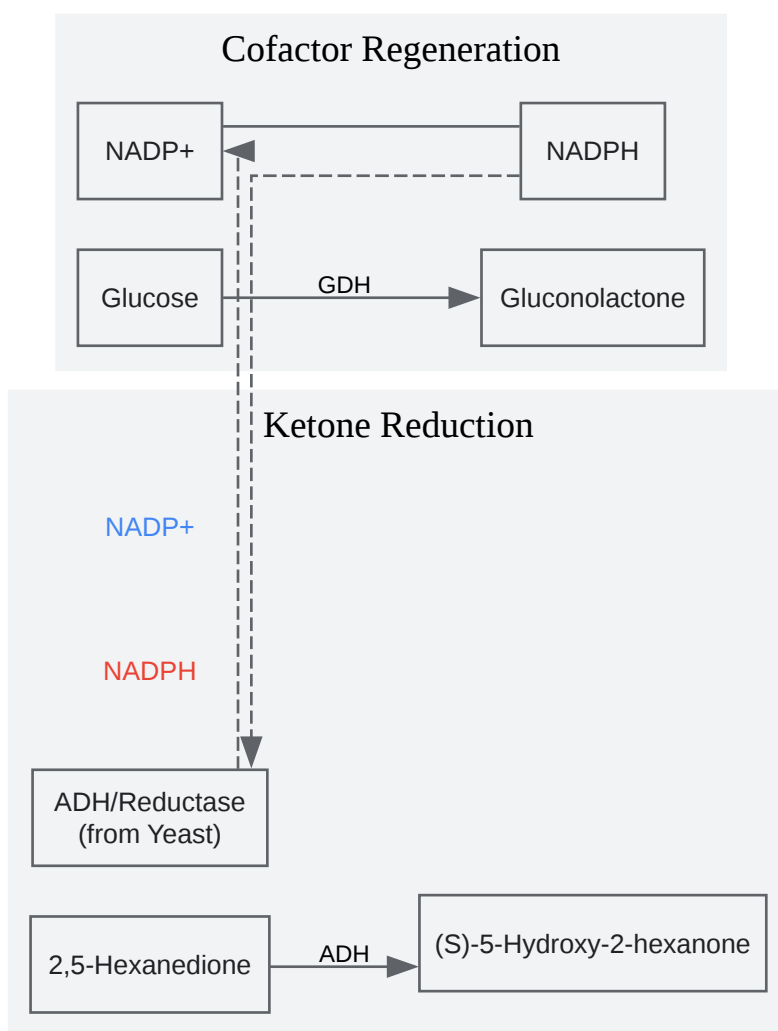 Cofactor Regeneration
NADP+
NADPH
Glucose
GDH
Gluconolactone
Ketone Reduction
NADP+
NADPH
ADH/Reductase
(from Yeast)
2,5-Hexanedione
ADH
(S)-5-Hydroxy-2-hexanone